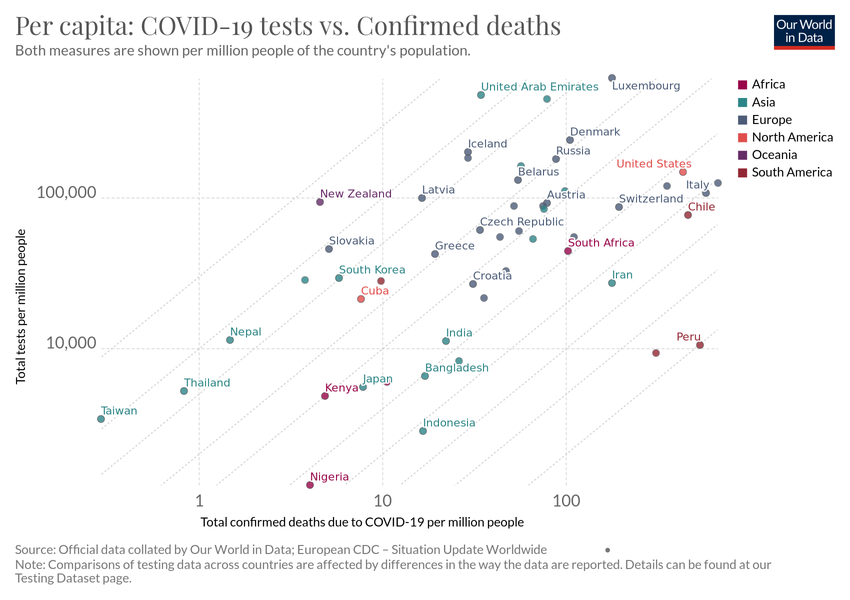 Per capita: COVID-19 tests vs. Confirmed deaths
Both measures are shown per million people of the country's population.
Our World
in Data
Africa
Asia
Europe
North America
Oceania
South America
Total tests per million people
100,000
10,000
United Arab Emirates
Luxembourg
Denmark
Iceland
Russia
United States
Belarus
Italy
Latvia
New Zealand
Austria
Switzerland
Chile
Czech Republic
Slovakia
Greece
South Africa
South Korea
Croatia
Iran
Cuba
Nepal
India
Peru
Bangladesh
Thailand
Japan
Kenya
Taiwan
Indonesia
Nigeria
1
10
100
Total confirmed deaths due to COVID-19 per million people
Source: Official data collated by Our World in Data; European CDC – Situation Update Worldwide
Note: Comparisons of testing data across countries are affected by differences in the way the data are reported. Details can be found at our
Testing Dataset page.